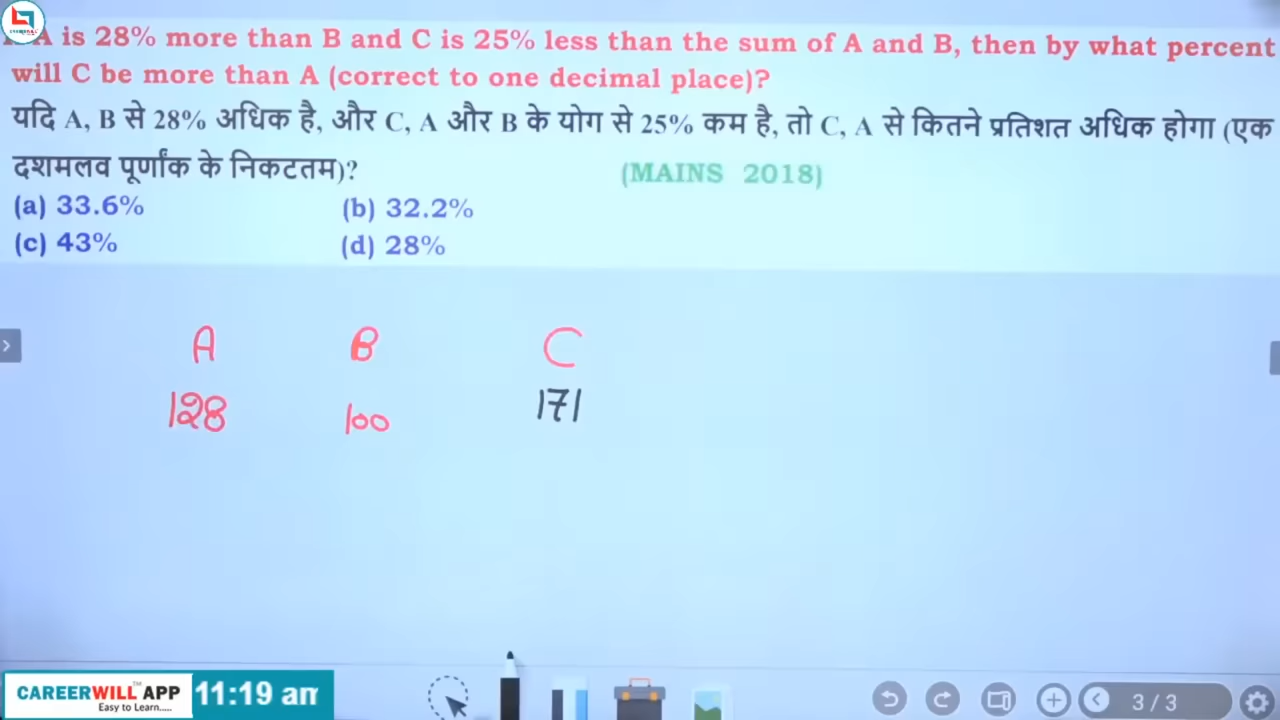 A is 28% more than B and C is 25% less than the sum of A and B, then by what percent
will C be more than A (correct to one decimal place)?
यदि A, B से 28% अधिक है, और C, A और B के योग से 25% कम है, तो C, A से कितने प्रतिशत अधिक होगा (एक
दशमलव पूर्णांक के निकटतम)?
(MAINS 2018)
(a) 33.6% (b) 32.2%
(c) 43% (d) 28%
A B C
128 100 171
CAREERWILL APP
Easy to Learn.....
11:19 am
3 / 3